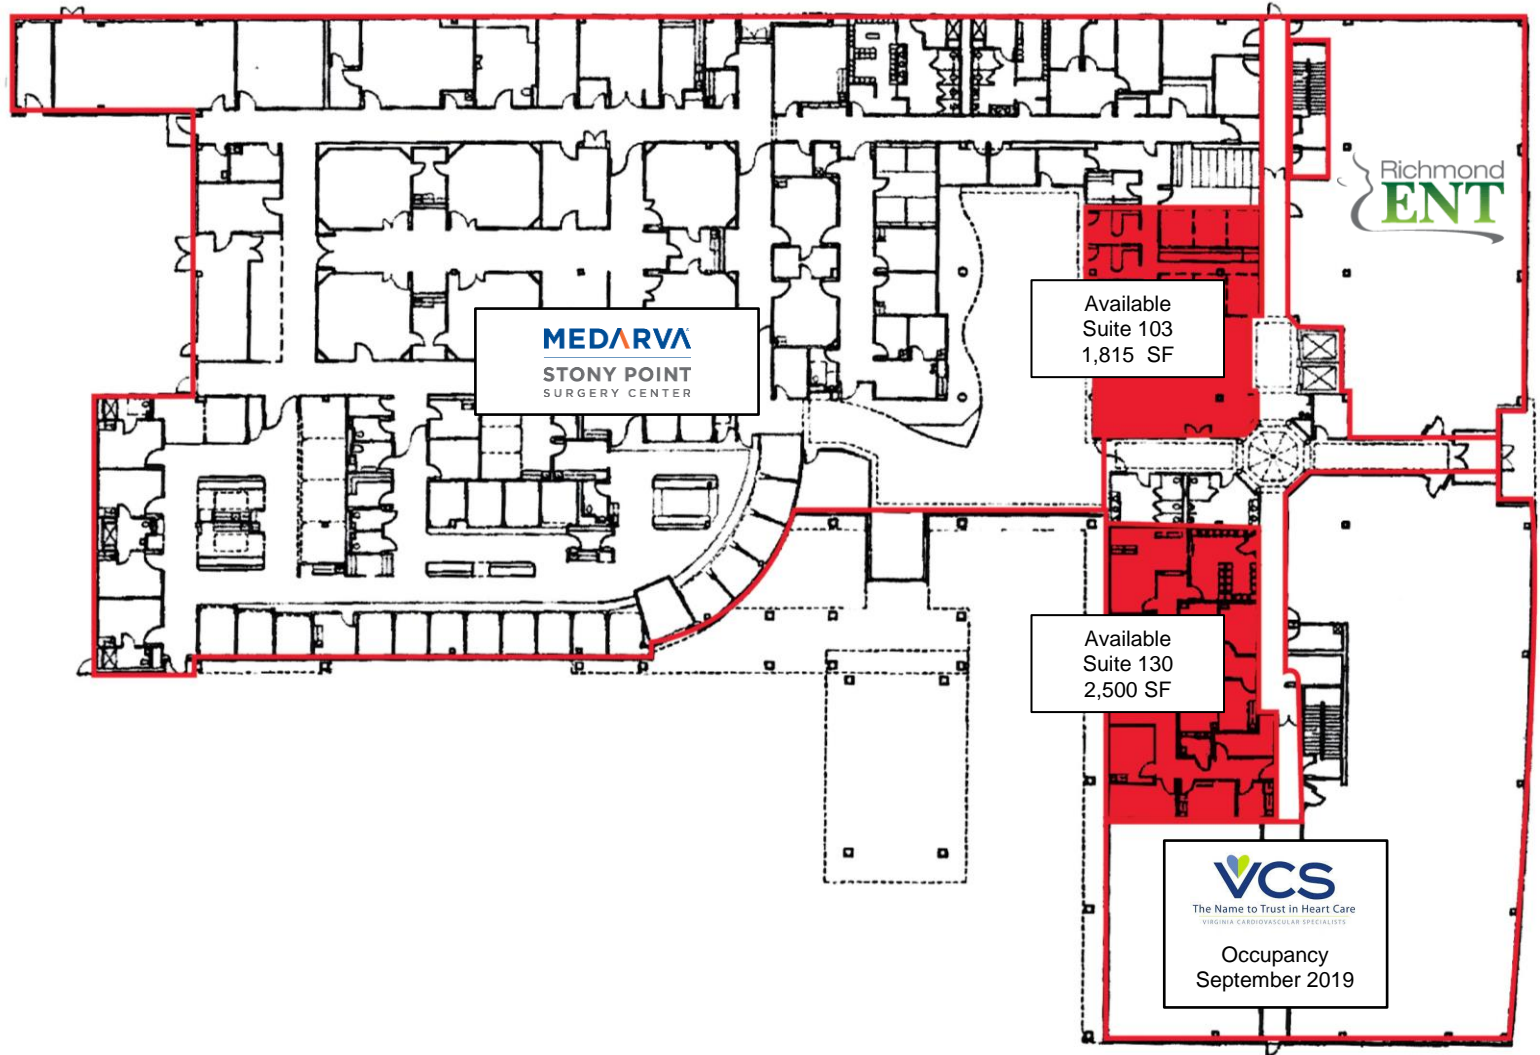 Richmond
ENT
Available
Suite 103
1,815 SF
MEDARVA
STONY POINT
SURGERY CENTER
Available
Suite 130
2,500 SF
VCS
The Name to Trust in Heart Care
VIRGINIA CARDIOVASCULAR SPECIALISTS
Occupancy
September 2019